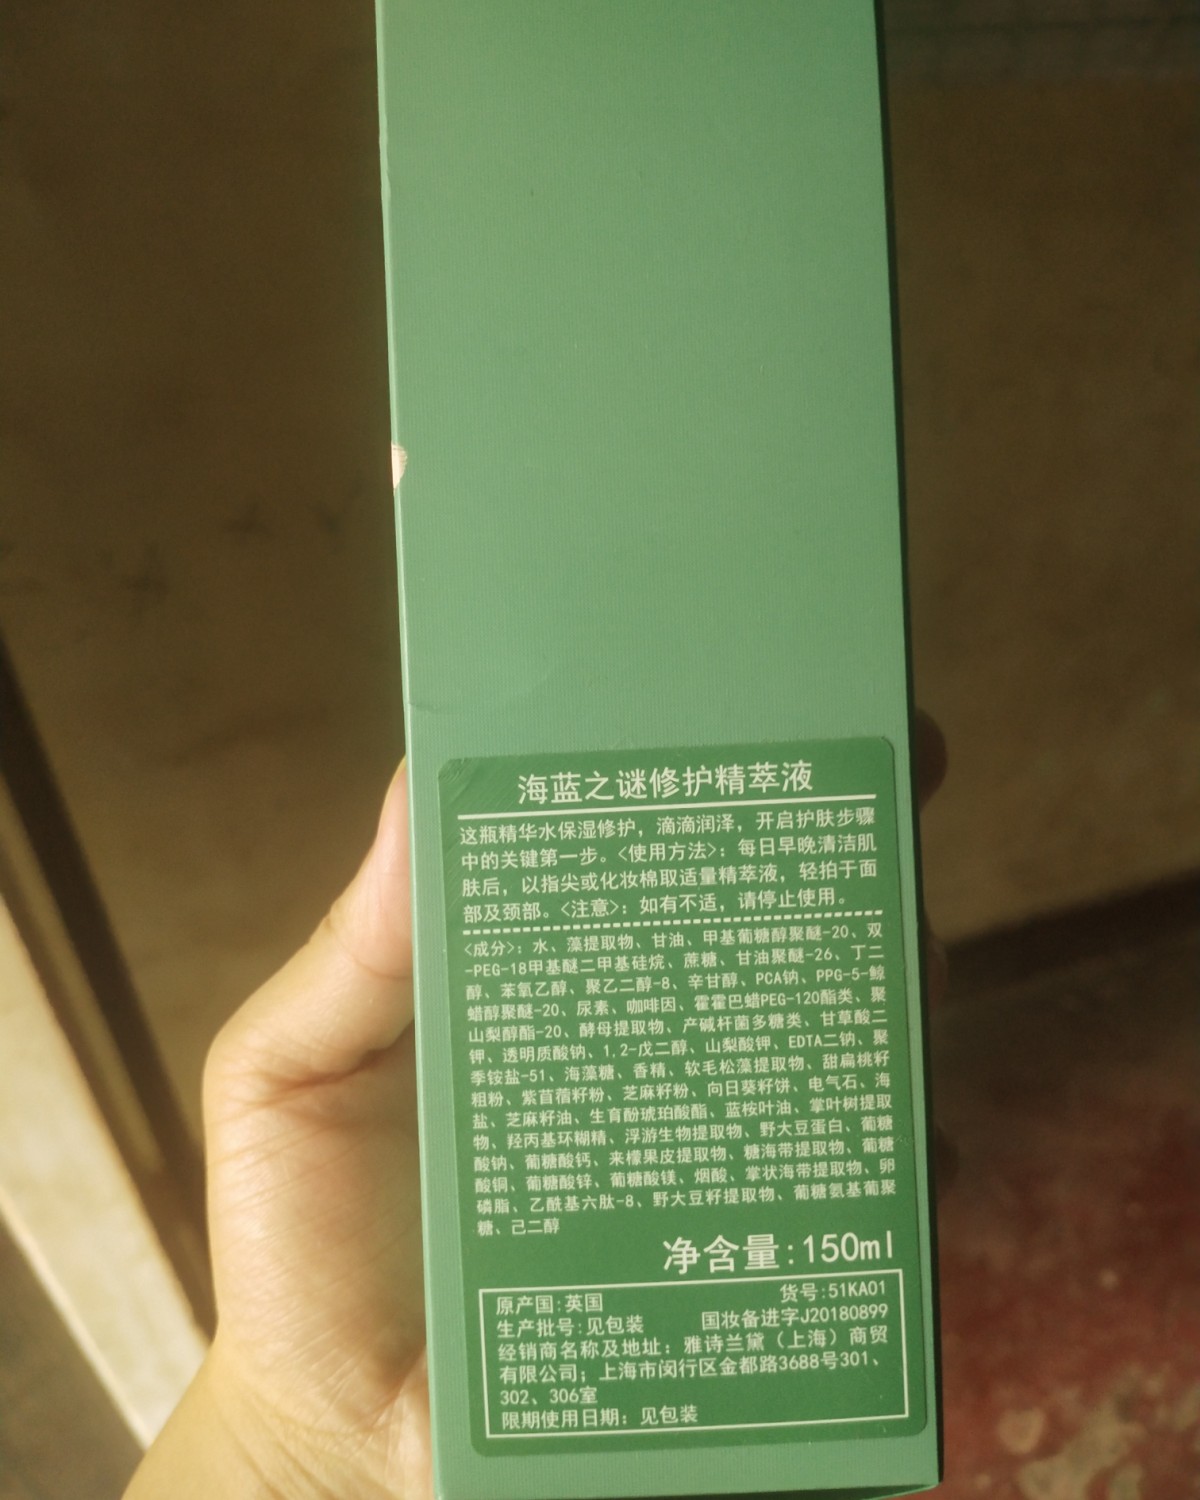 海蓝之谜修护精萃液
这瓶精华水保湿修护，滴滴润泽，开启护肤步骤
中的关键第一步。<使用方法>：每日早晚清洁肌
肤后，以指尖或化妆棉取适量精萃液，轻拍于面
部及颈部。<注意>：如有不适，请停止使用。
<成分>：水、藻提取物、甘油、甲基葡糖醇聚醚-20、双
-PEG-18甲基醚二甲基硅烷、蔗糖、甘油聚醚-26、丁二
醇、苯氧乙醇、聚乙二醇-8、辛甘醇、PCA钠、PPG-5-鲸
蜡醇聚醚-20、尿素、咖啡因、霍霍巴蜡PEG-120酯类、聚
山梨醇酯-20、酵母提取物、产碱杆菌多糖类、甘草酸二
钾、透明质酸钠、1,2-戊二醇、山梨酸钾、EDTA二钠、聚
季铵盐-51、海藻糖、香精、软毛松藻提取物、甜扁桃籽
粗粉、紫苜蓿籽粉、芝麻籽粉、向日葵籽饼、电气石、海
盐、芝麻籽油、生育酚琥珀酸酯、蓝桉叶油、掌叶树提取
物、羟丙基环糊精、浮游生物提取物、野大豆蛋白、葡糖
酸钠、葡糖酸钙、来檬果皮提取物、糖海带提取物、葡糖
酸铜、葡糖酸锌、葡糖酸镁、烟酸、掌状海带提取物、卵
磷脂、乙酰基六肽-8、野大豆籽提取物、葡糖氨基葡聚
糖、己二醇
净含量:150ml
原产国:英国 货号:51KA01
生产批号:见包装 国妆备进字J20180899
经销商名称及地址: 雅诗兰黛（上海）商贸
有限公司；上海市闵行区金都路3688号301、
302、306室
限期使用日期: 见包装